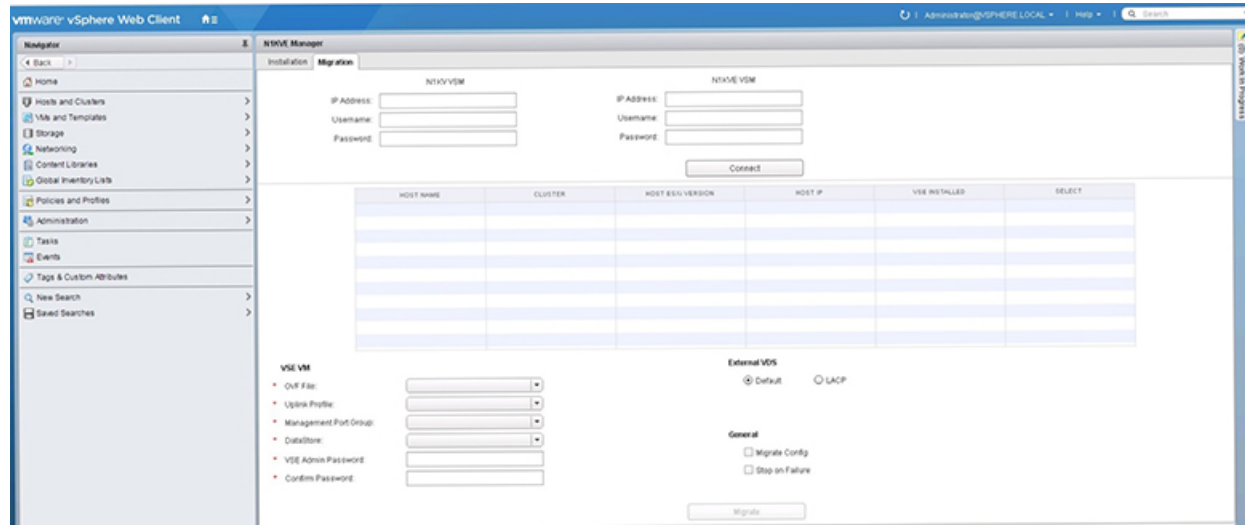 vmware® vSphere Web Client
Administrator@VSPHERE.LOCAL
Help
Search
Navigator
Back
Home
Hosts and Clusters
VMs and Templates
Storage
Networking
Content Libraries
Global Inventory Lists
Policies and Profiles
Administration
Tasks
Events
Tags & Custom Attributes
New Search
Saved Searches
N1KVE Manager
Installation Migration
N1KV VSM N1KVE VSM
IP Address: IP Address:
Username: Username:
Password: Password:
Connect
HOST NAME CLUSTER HOST ESXi VERSION HOST IP VSE INSTALLED SELECT
VSE VM
* OVF File:
* Uplink Profile:
* Management Port Group:
* DataStore:
* VSE Admin Password:
* Confirm Password:
External VDS
Default LACP
General
Migrate Config
Stop on Failure
Migrate
Work In Progress